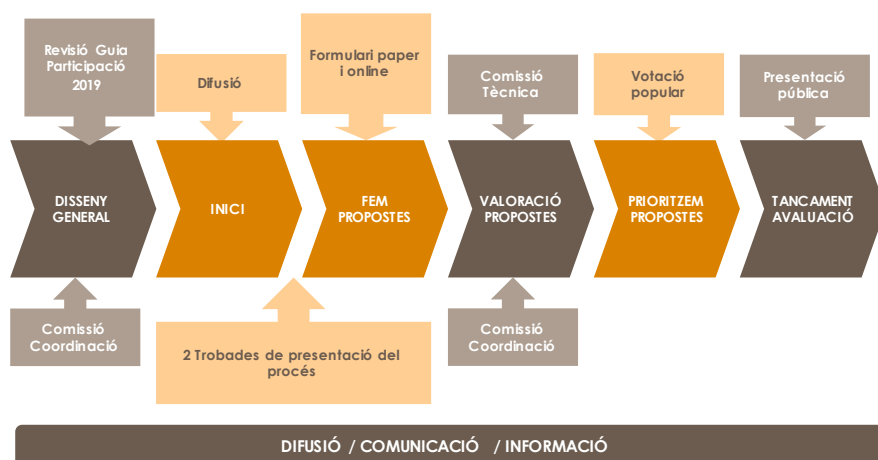 Revisió Guia
Participació
2019
Difusió
Formulari paper
i online
Comissió
Tècnica
Votació
popular
Presentació
pública
DISSENY
GENERAL
INICI
FEM
PROPOSTES
VALORACIÓ
PROPOSTES
PRIORITZEM
PROPOSTES
TANCAMENT
AVALUACIÓ
Comissió
Coordinació
2 Trobades de presentació del
procés
Comissió
Coordinació
DIFUSIÓ / COMUNICACIÓ / INFORMACIÓ